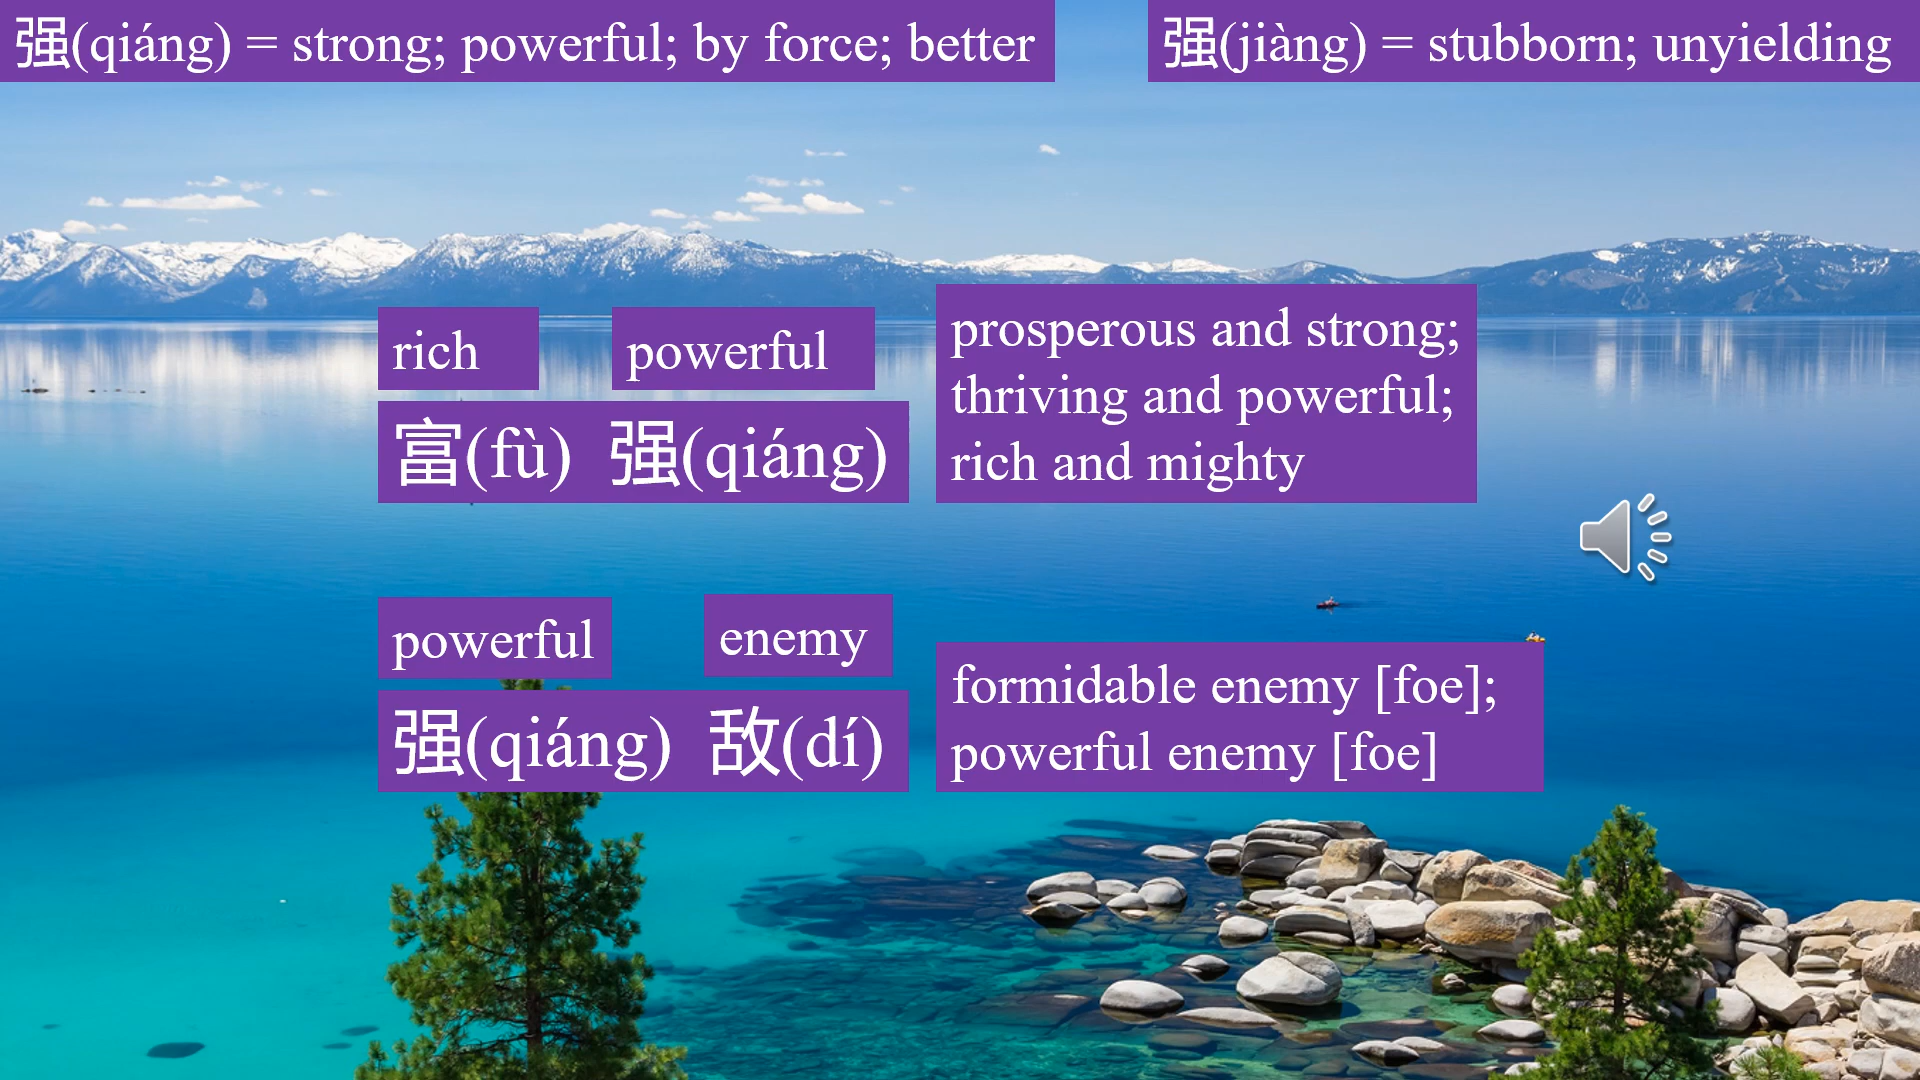 强(qiáng) = strong; powerful; by force; better
强(jiàng) = stubborn; unyielding
rich
powerful
富(fù) 强(qiáng)
prosperous and strong;
thriving and powerful;
rich and mighty
powerful
enemy
强(qiáng) 敌(dí)
formidable enemy [foe];
powerful enemy [foe]